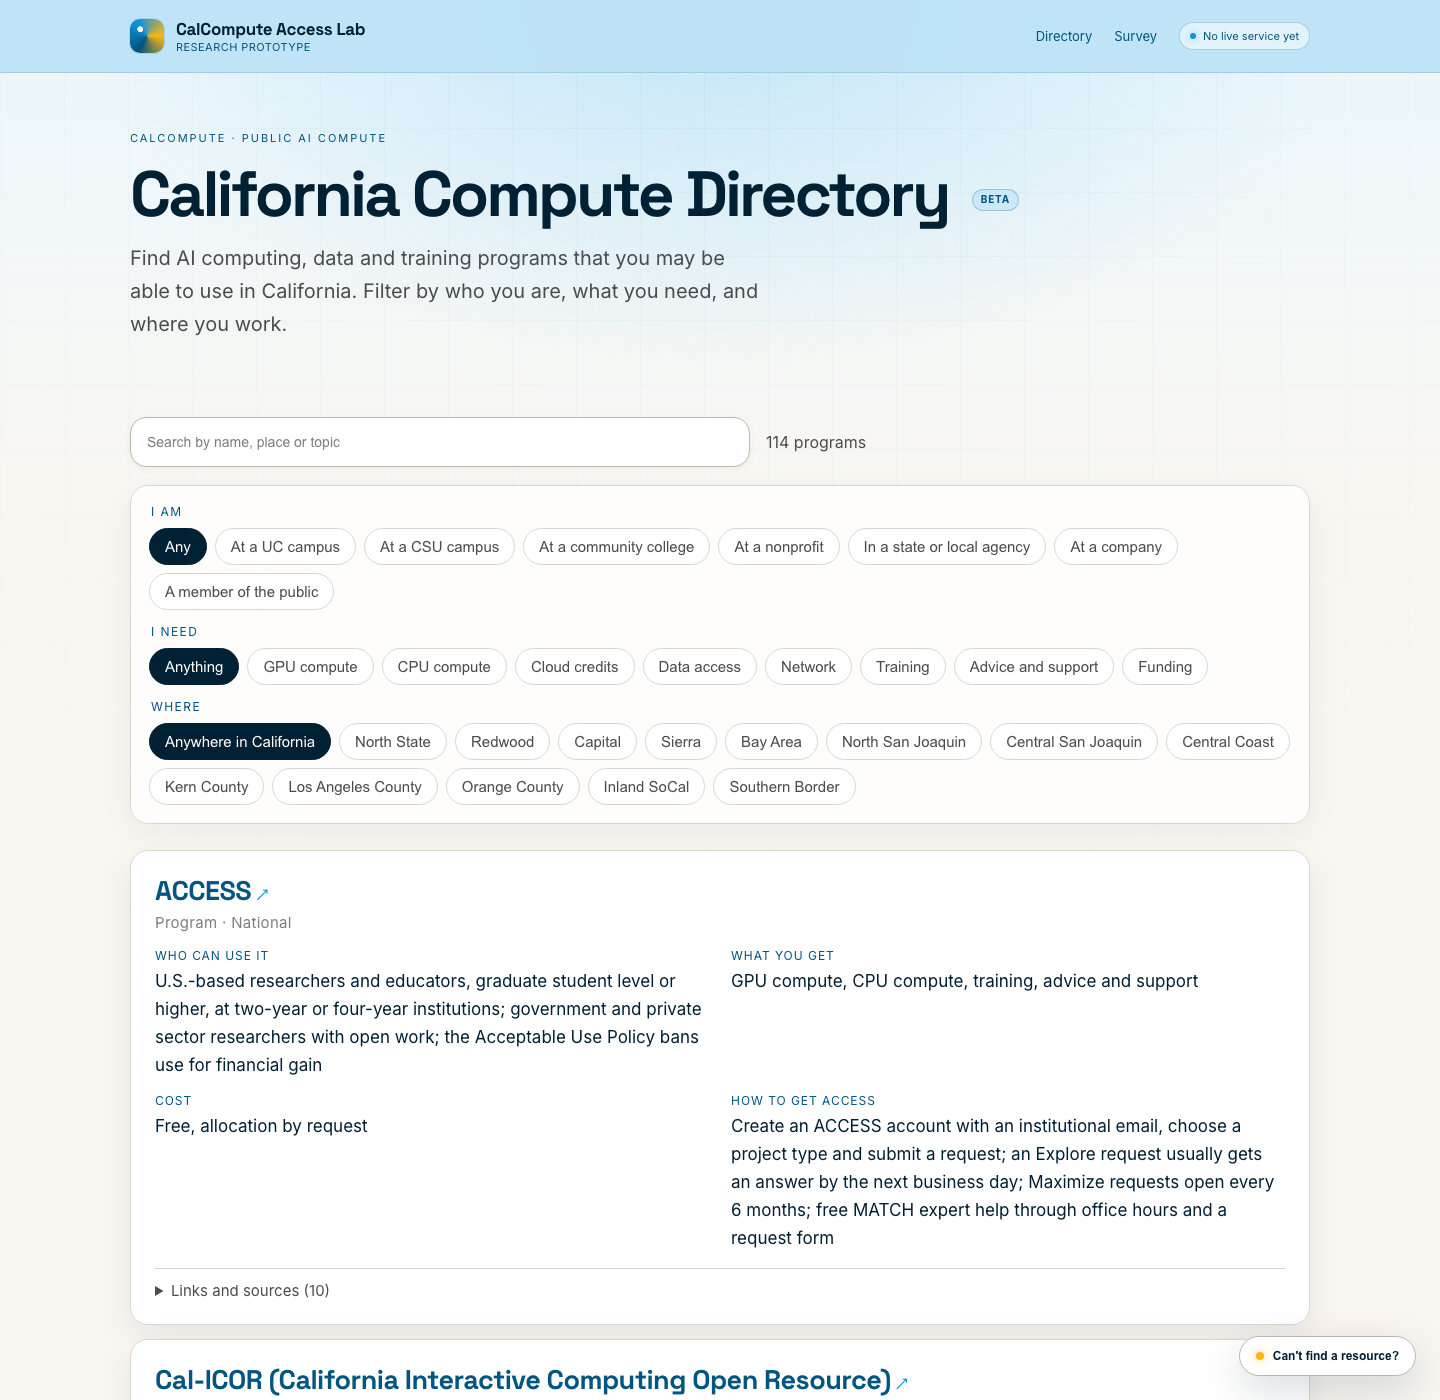 CalCompute Access Lab
RESEARCH PROTOTYPE
Directory
Survey
No live service yet
CALCOMPUTE · PUBLIC AI COMPUTE
California Compute Directory
BETA
Find AI computing, data and training programs that you may be
able to use in California. Filter by who you are, what you need, and
where you work.
Search by name, place or topic
114 programs
I AM
Any
At a UC campus
At a CSU campus
At a community college
At a nonprofit
In a state or local agency
At a company
A member of the public
I NEED
Anything
GPU compute
CPU compute
Cloud credits
Data access
Network
Training
Advice and support
Funding
WHERE
Anywhere in California
North State
Redwood
Capital
Sierra
Bay Area
North San Joaquin
Central San Joaquin
Central Coast
Kern County
Los Angeles County
Orange County
Inland SoCal
Southern Border
ACCESS ↗
Program · National
WHO CAN USE IT
U.S.-based researchers and educators, graduate student level or
higher, at two-year or four-year institutions; government and private
sector researchers with open work; the Acceptable Use Policy bans
use for financial gain
WHAT YOU GET
GPU compute, CPU compute, training, advice and support
COST
Free, allocation by request
HOW TO GET ACCESS
Create an ACCESS account with an institutional email, choose a
project type and submit a request; an Explore request usually gets
an answer by the next business day; Maximize requests open every
6 months; free MATCH expert help through office hours and a
request form
Links and sources (10)
Can't find a resource?
Cal-ICOR (California Interactive Computing Open Resource) ↗